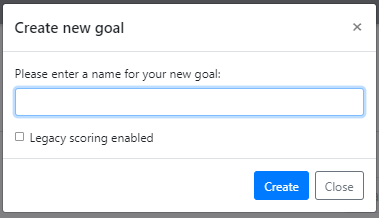 Create new goal ×
Please enter a name for your new goal:
Legacy scoring enabled
Create Close